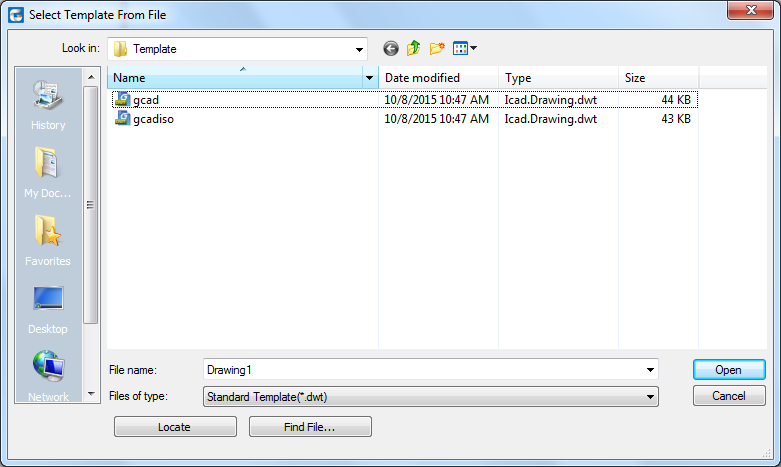 Select Template From File
Look in: Template
Name Date modified Type Size
gcad 10/8/2015 10:47 AM Icad.Drawing.dwt 44 KB
gcadiso 10/8/2015 10:47 AM Icad.Drawing.dwt 43 KB
History
My Doc...
Favorites
Desktop
Network
File name: Drawing1 Open
Files of type: Standard Template(*.dwt) Cancel
Locate Find File...